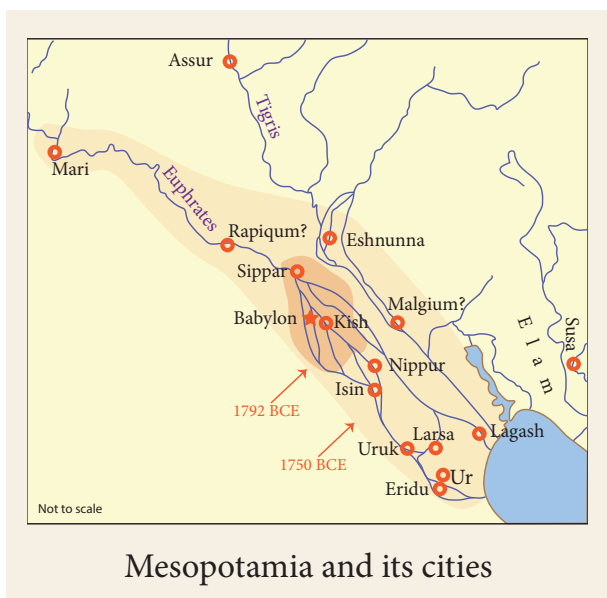 Assur
Tigris
Mari
Euphrates
Rapiqum?
Eshnunna
Sippar
Malgium?
Babylon
Kish
Elam
Susa
Nippur
Isin
1792 BCE
Uruk
Larsa
Lagash
1750 BCE
Ur
Eridu
Not to scale
Mesopotamia and its cities